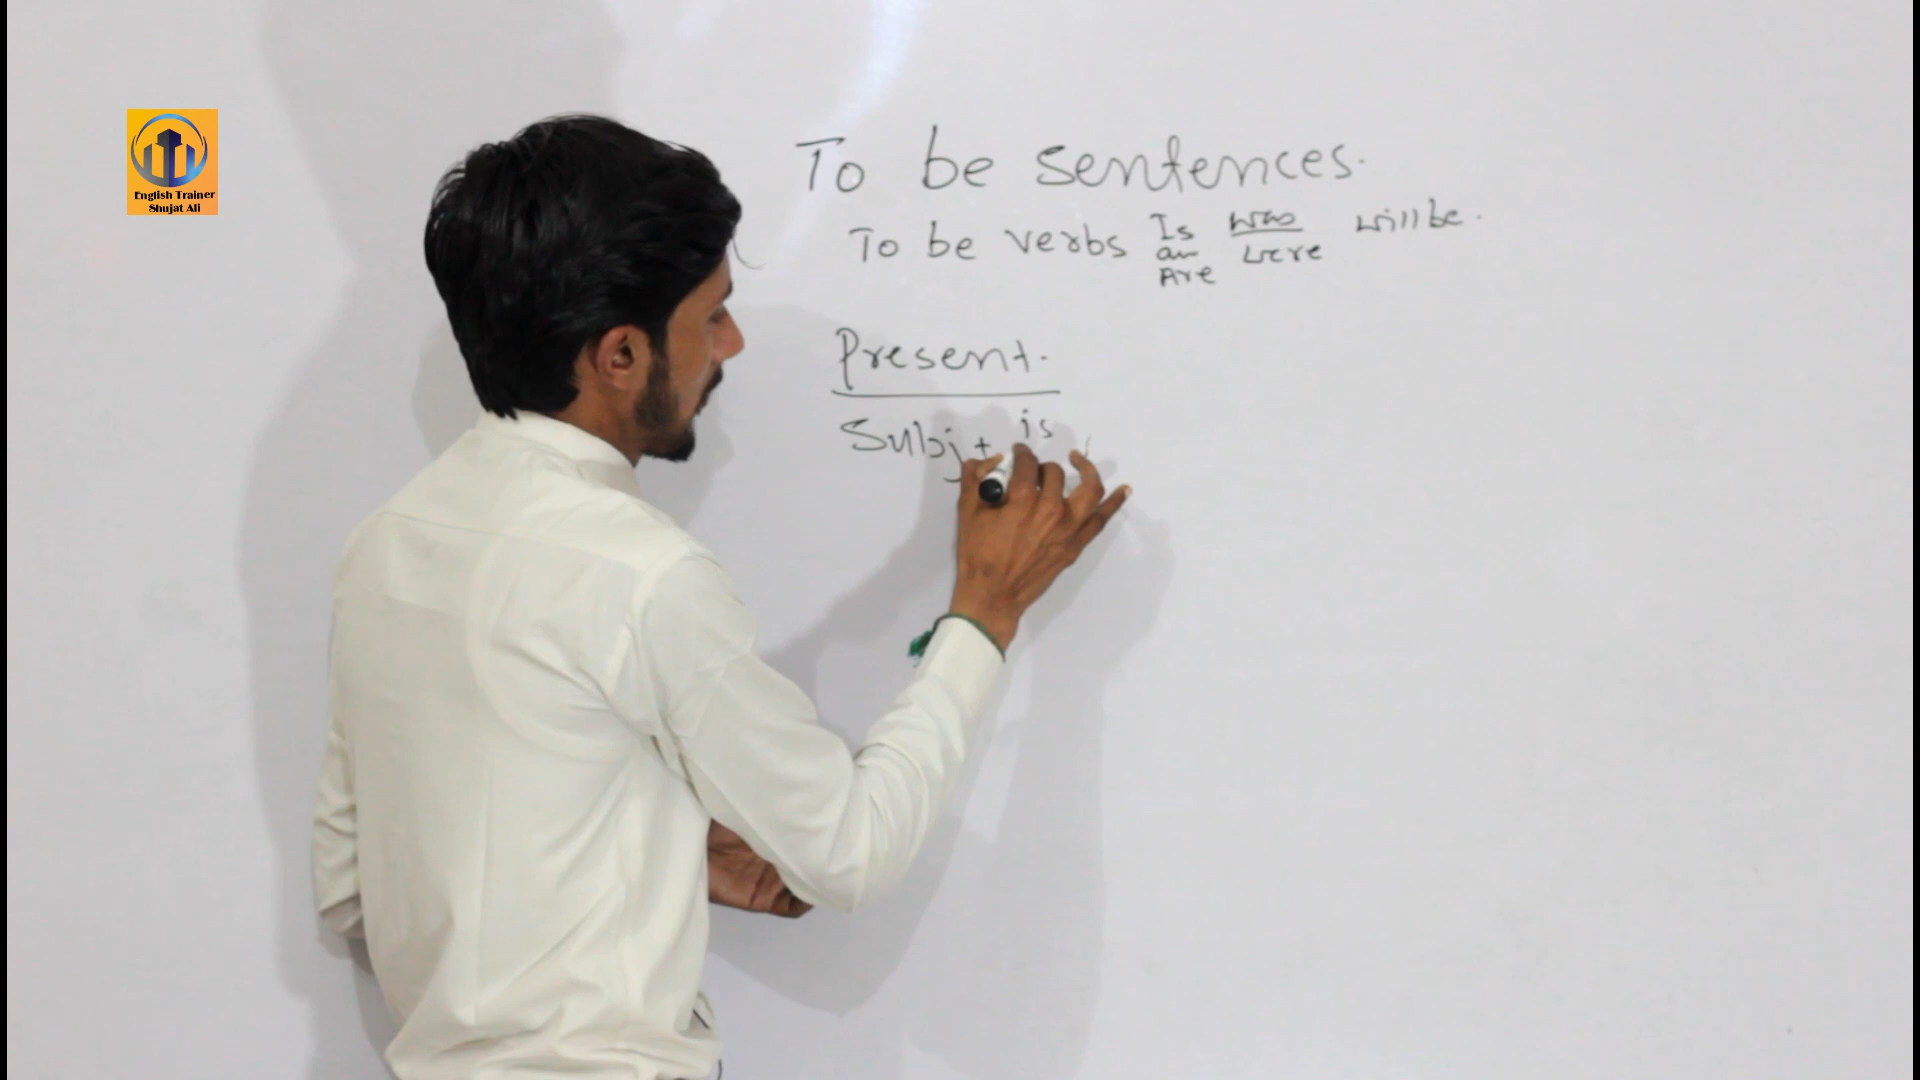 English Trainer
Shujat Ali
To be sentences.
To be verbs Is was will be.
am were
Are
Present.
Subj + is